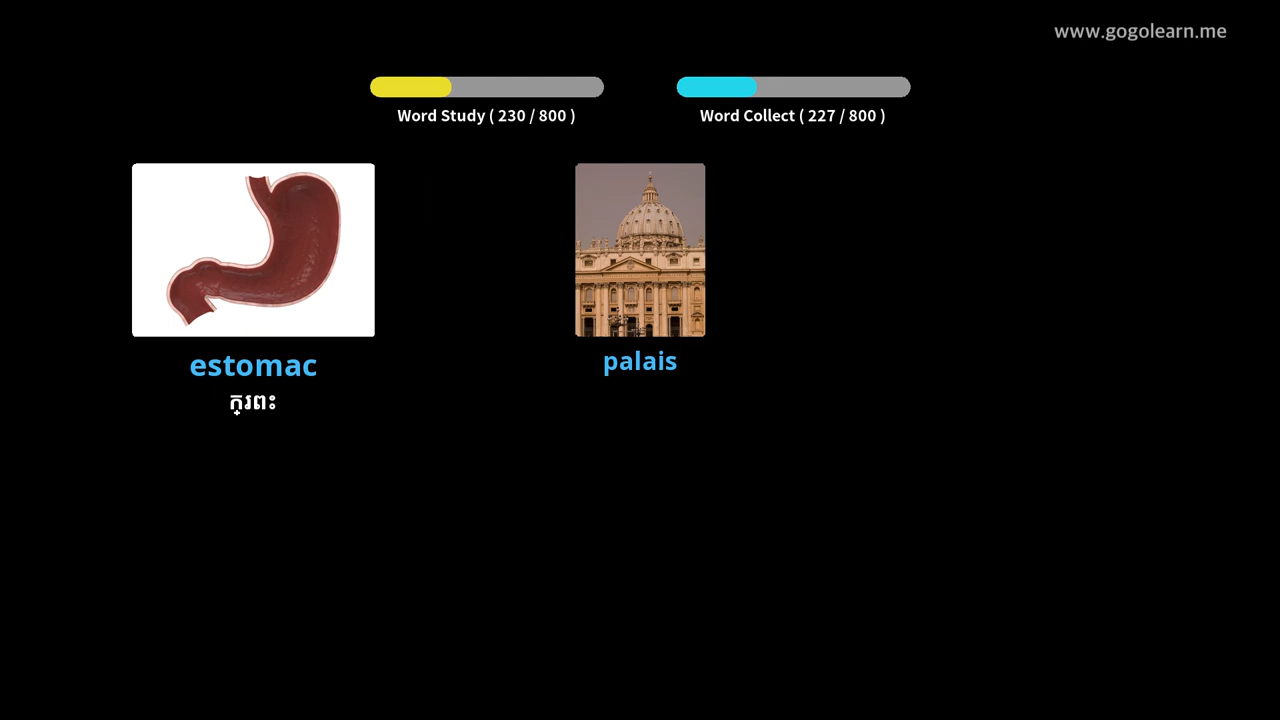 www.gogolearn.me
Word Study ( 230 / 800 )
Word Collect ( 227 / 800 )
estomac
palais
ក្រពះ